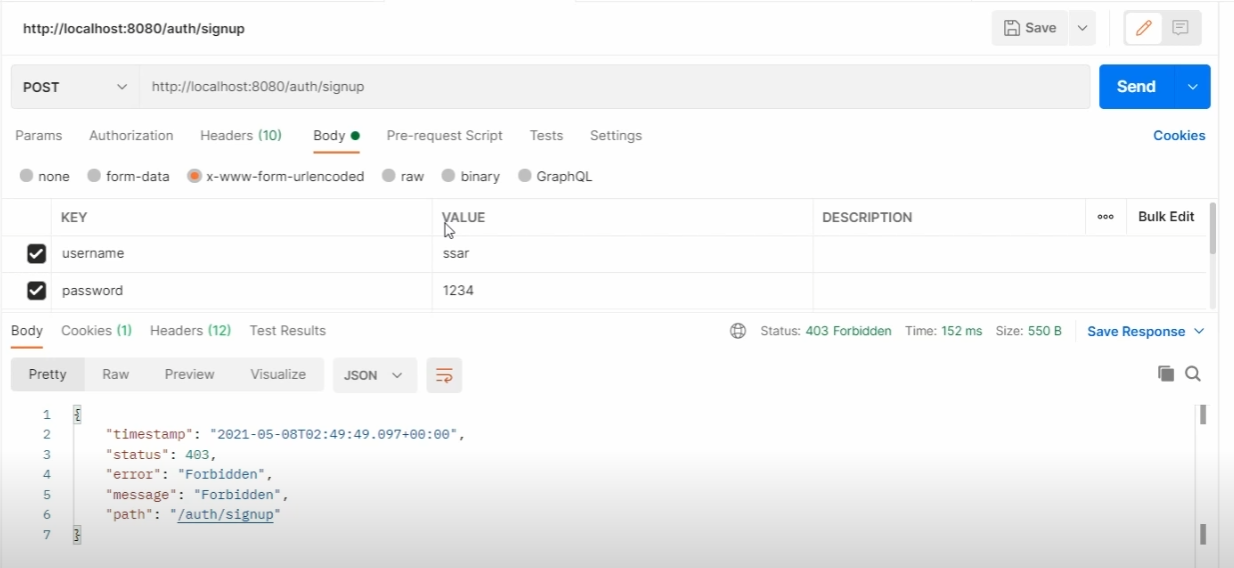 http://localhost:8080/auth/signup
Save
POST
http://localhost:8080/auth/signup
Send
Params Authorization Headers (10) Body Pre-request Script Tests Settings Cookies
none form-data x-www-form-urlencoded raw binary GraphQL
KEY VALUE DESCRIPTION ooo Bulk Edit
username ssar
password 1234
Body Cookies (1) Headers (12) Test Results Status: 403 Forbidden Time: 152 ms Size: 550 B Save Response
Pretty Raw Preview Visualize JSON
1 {
2 "timestamp": "2021-05-08T02:49:49.097+00:00",
3 "status": 403,
4 "error": "Forbidden",
5 "message": "Forbidden",
6 "path": "/auth/signup"
7 }